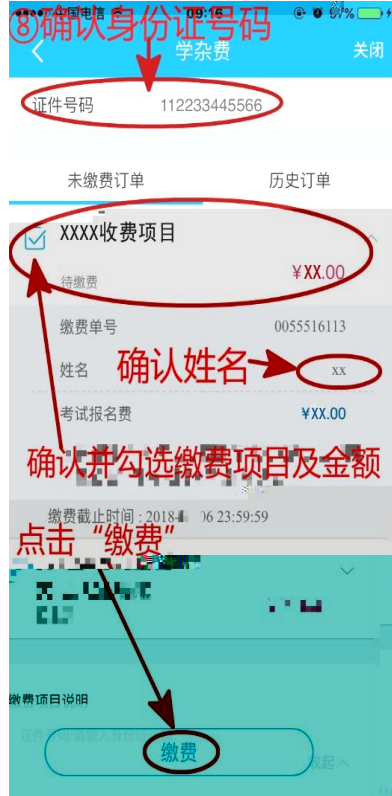 中国电信 09:16 97%
⑧确认身份证号码
学杂费 关闭
证件号码 112233445566
未缴费订单 历史订单
XXXX收费项目
待缴费 ¥XX.00
缴费单号 0055516113
姓名 确认姓名 xx
考试报名费 ¥XX.00
确认并勾选缴费项目及金额
缴费截止时间：2018- 06 23:59:59
点击“缴费”
缴费项目说明
缴费
收起